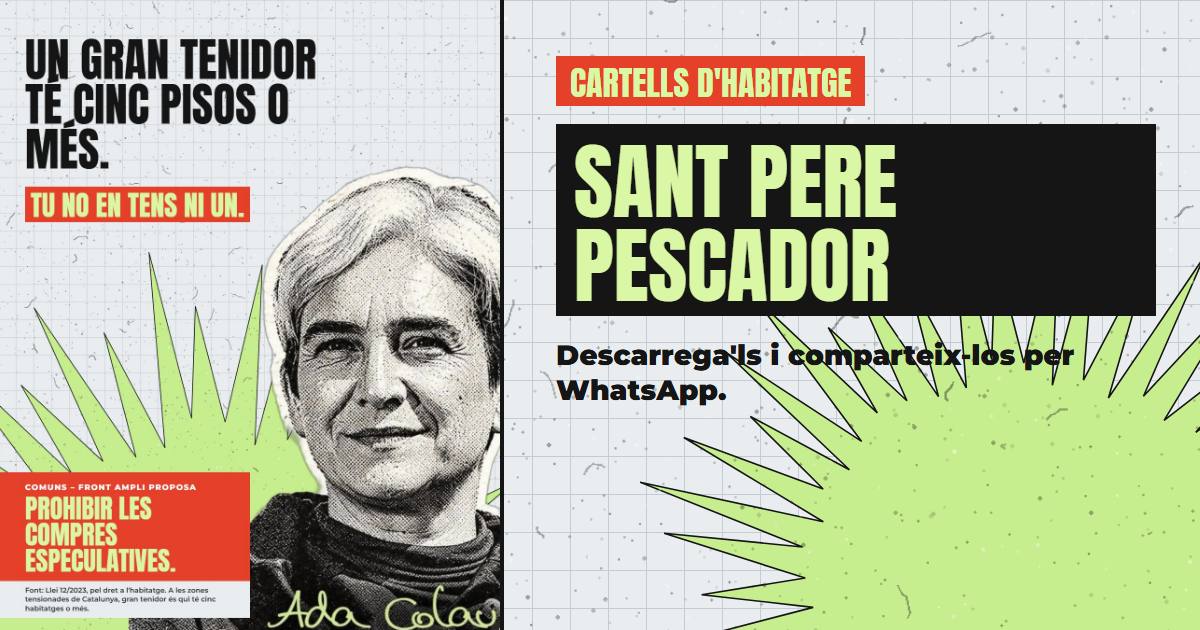 UN GRAN TENIDOR
TÉ CINC PISOS O
MÉS.
TU NO EN TENS NI UN.
COMUNS – FRONT AMPLI PROPOSA
PROHIBIR LES
COMPRES
ESPECULATIVES.
Font: Llei 12/2023, pel dret a l'habitatge. A les zones
tensionades de Catalunya, gran tenidor és qui té cinc
habitatges o més.
Ada Colau
CARTELLS D'HABITATGE
SANT PERE
PESCADOR
Descarrega'ls i comparteix-los per
WhatsApp.